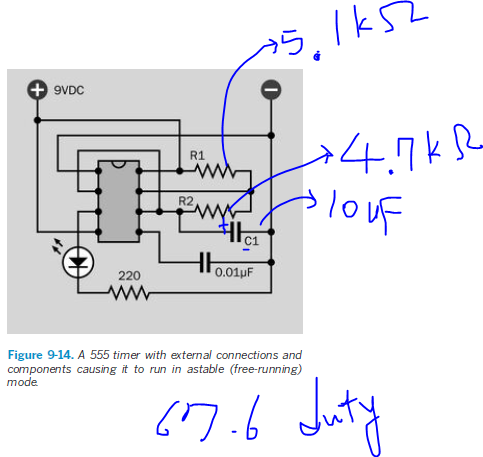 5.1kΩ
9VDC
R1
4.7kΩ
R2
10uF
+
C1
-
0.01μF
220
Figure 9-14. A 555 timer with external connections and
components causing it to run in astable (free-running)
mode.
67.6 duty